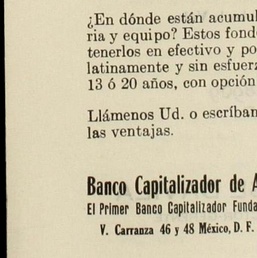 ¿En dónde están acumul
ria y equipo? Estos fond
tenerlos en efectivo y po
latinamente y sin esfuerz
13 ó 20 años, con opción
Llámenos Ud. o escríban
las ventajas.
Banco Capitalizador de A
El Primer Banco Capitalizador Funda
V. Carranza 46 y 48 México, D. F.